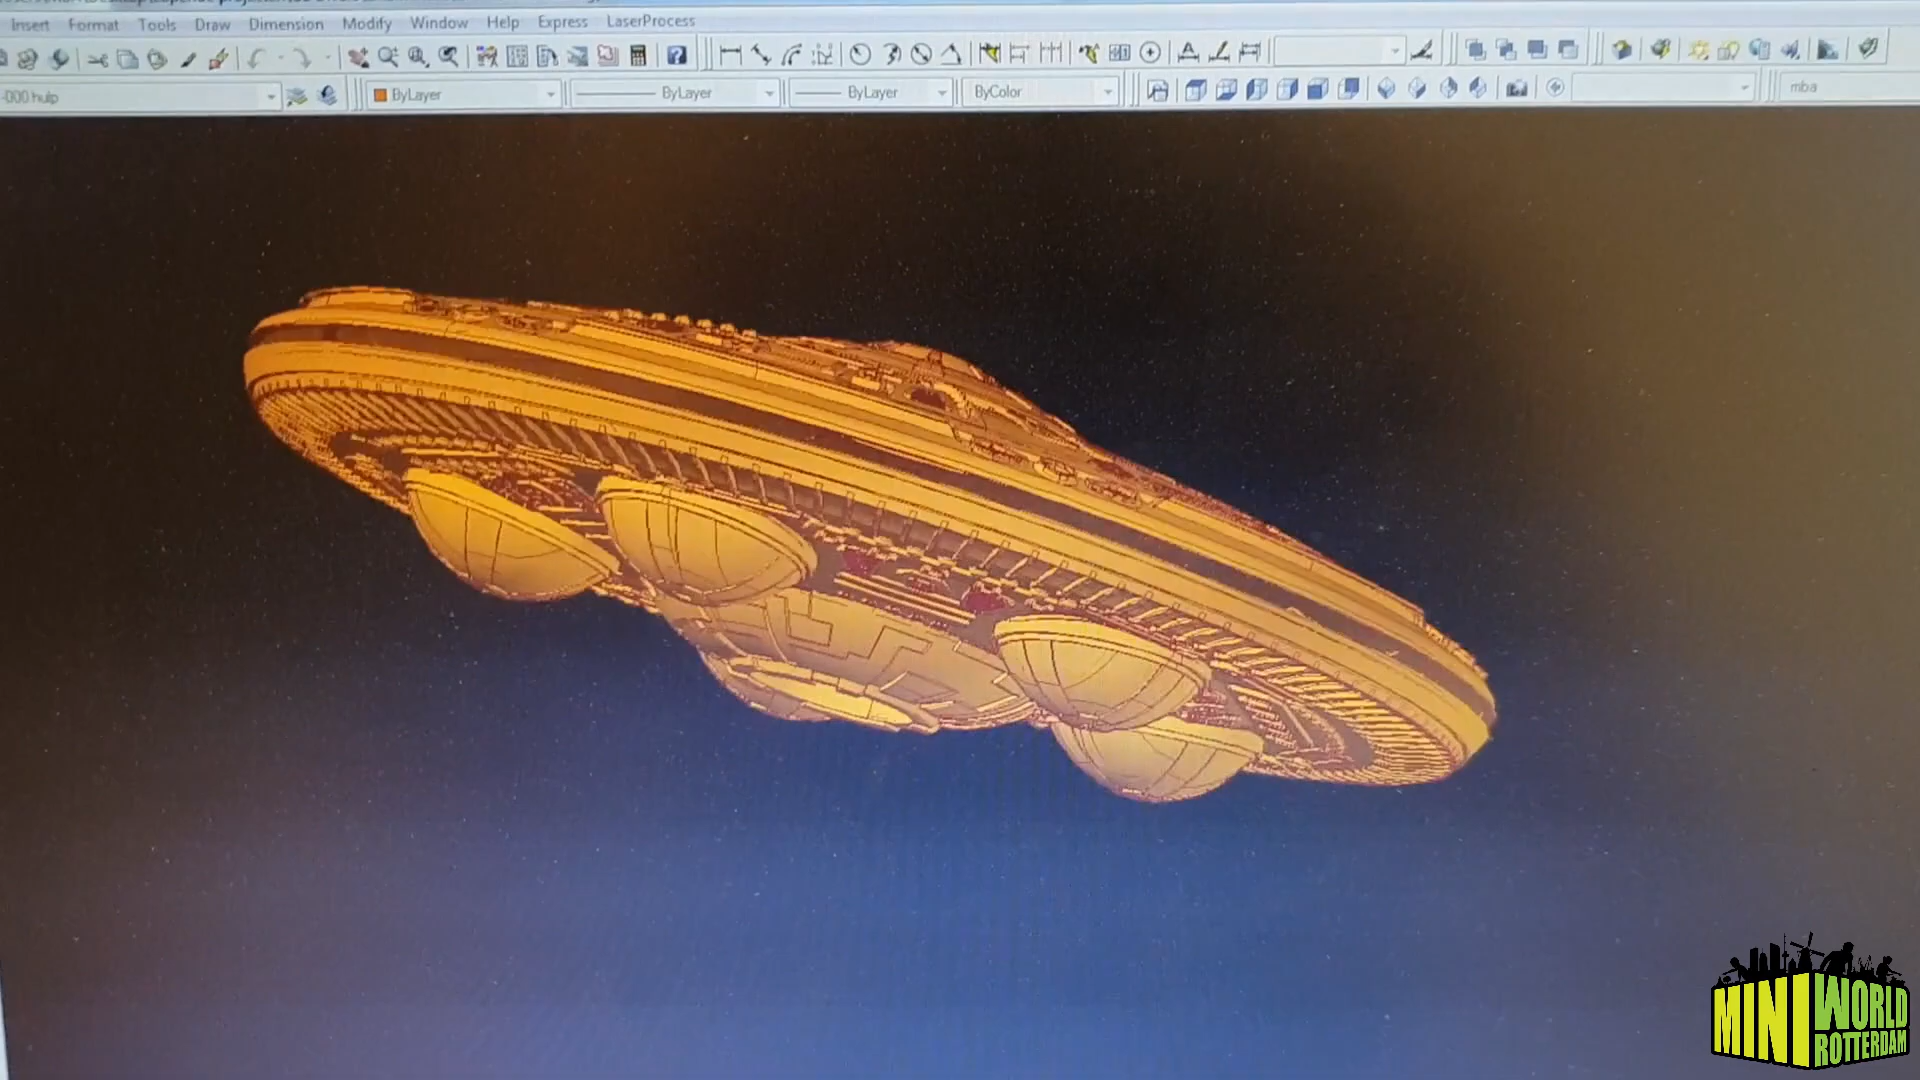 Insert Format Tools Draw Dimension Modify Window Help Express LaserProcess
-000 hulp ByLayer ByLayer ByLayer ByColor mba
MINI WORLD
ROTTERDAM